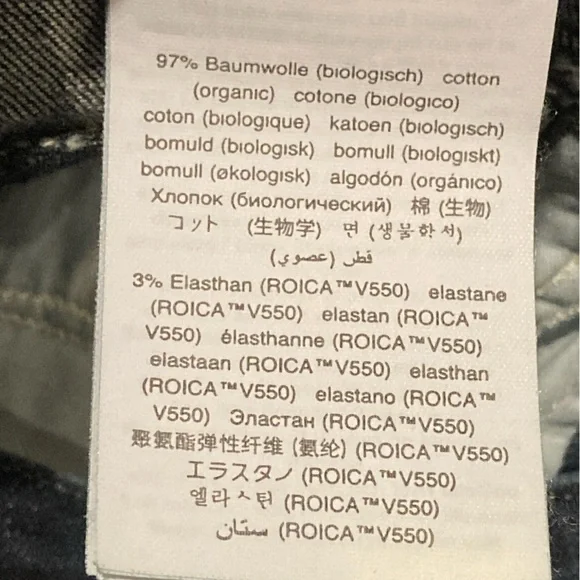 97% Baumwolle (biologisch) cotton
(organic) cotone (biologico)
coton (biologique) katoen (biologisch)
bomuld (biologisk) bomull (biologiskt)
bomull (økologisk) algodón (orgánico)
Хлопок (биологический) 棉 (生物)
コット (生物学) 면 (생물한서)
قطر (عضوي)
3% Elasthan (ROICA™V550) elastane
(ROICA™V550) elastan (ROICA™
V550) élasthanne (ROICA™V550)
elastaan (ROICA™V550) elasthan
(ROICA™V550) elastano (ROICA™
V550) Эластан (ROICA™V550)
聚氨酯弹性纤维 (氨纶) (ROICA™V550)
エラスタノ (ROICA™V550)
엘라스턴 (ROICA™V550)
ستان (ROICA™V550)